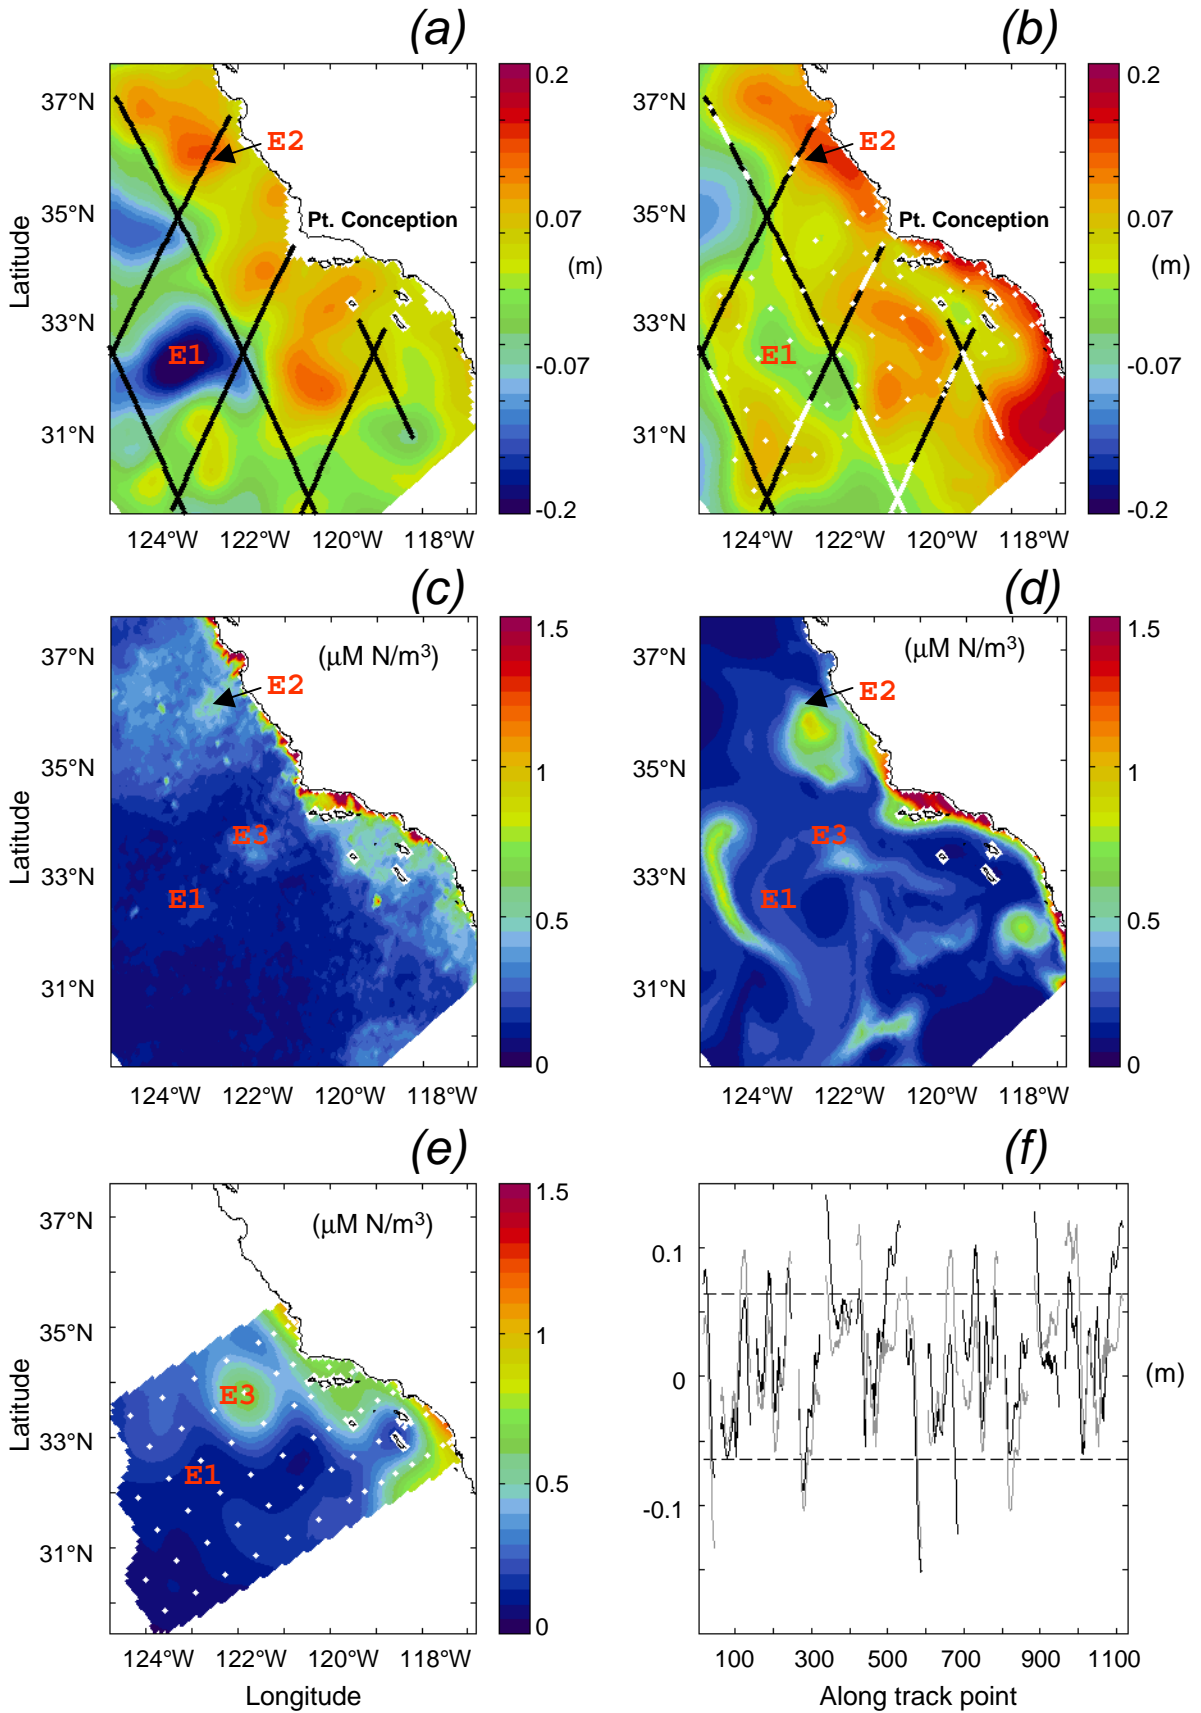 (a)
(b)
37°N
35°N
33°N
31°N
Latitude
124°W 122°W 120°W 118°W
E2
Pt. Conception
E1
0.2
0.07
(m)
-0.07
-0.2
37°N
35°N
33°N
31°N
124°W 122°W 120°W 118°W
E2
Pt. Conception
E1
0.2
0.07
(m)
-0.07
-0.2
(c)
(d)
37°N
35°N
33°N
31°N
Latitude
124°W 122°W 120°W 118°W
(μM N/m³)
E2
E3
E1
1.5
1
0.5
0
37°N
35°N
33°N
31°N
Latitude
124°W 122°W 120°W 118°W
(μM N/m³)
E2
E3
E1
1.5
1
0.5
0
(e)
(f)
37°N
35°N
33°N
31°N
Latitude
124°W 122°W 120°W 118°W
Longitude
(μM N/m³)
E3
E1
1.5
1
0.5
0
0.1
0
-0.1
(m)
100 300 500 700 900 1100
Along track point